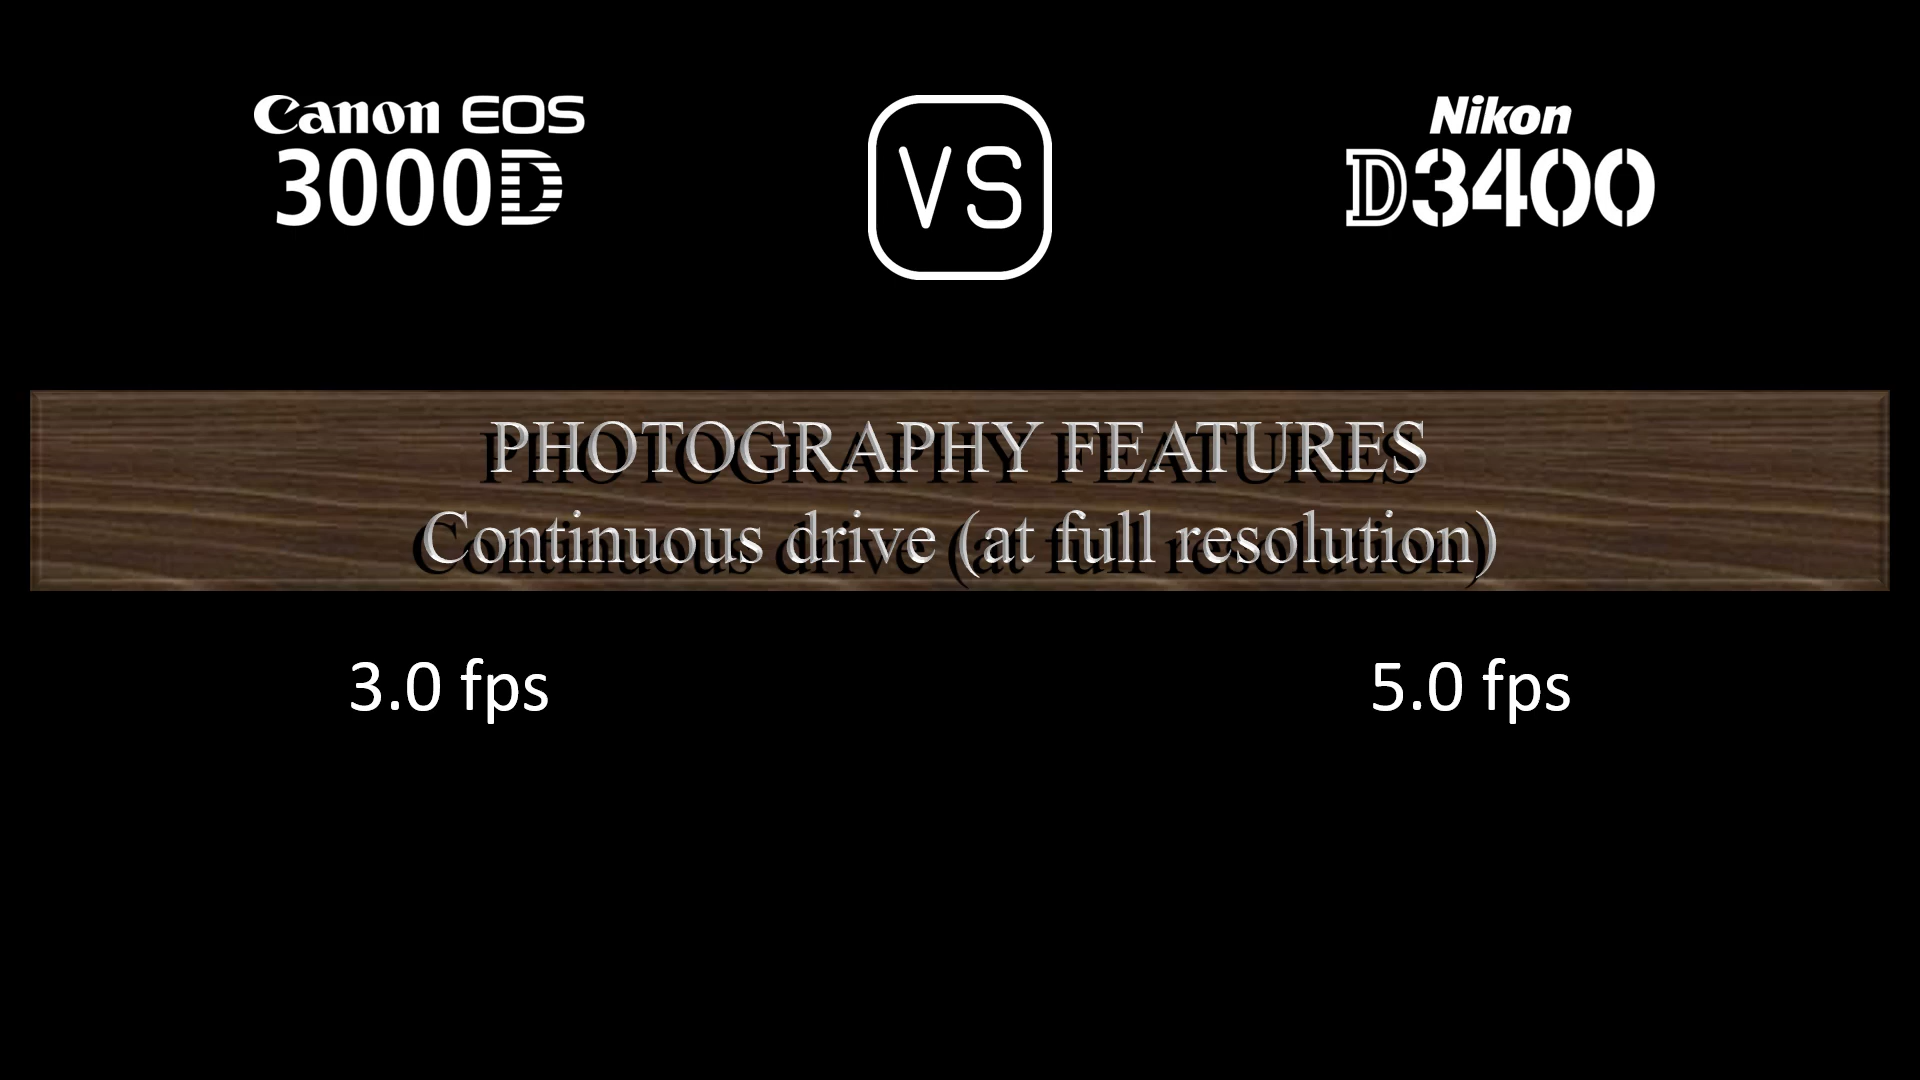 Canon EOS
3000D
VS
Nikon
D3400
PHOTOGRAPHY FEATURES
Continuous drive (at full resolution)
3.0 fps
5.0 fps